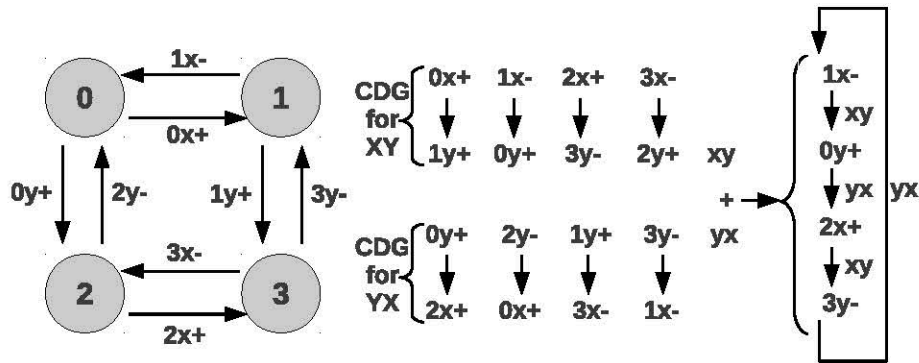 1x-
0 1
0x+
0y+ 2y- 1y+ 3y-
3x-
2 3
2x+
CDG for XY
0x+ 1x- 2x+ 3x-
1y+ 0y+ 3y- 2y+ xy
+
CDG for YX
0y+ 2y- 1y+ 3y- yx
2x+ 0x+ 3x- 1x-
1x-
xy
0y+
yx
2x+
xy
3y-
yx